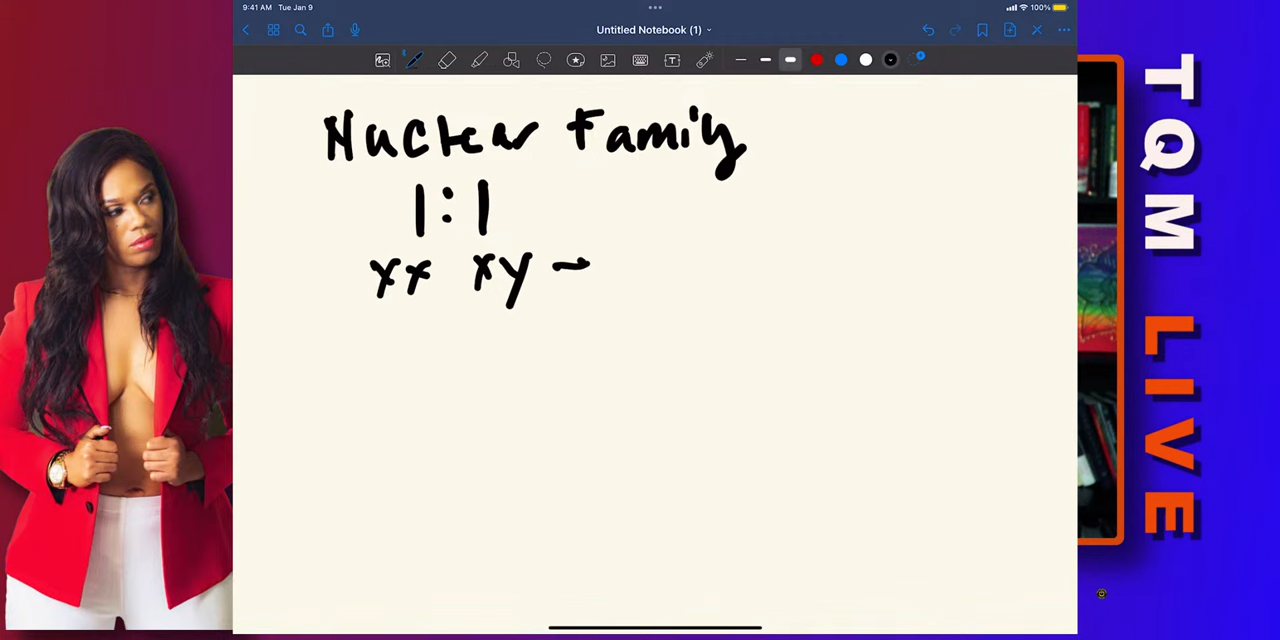 9:41 AM Tue Jan 9
100%
Untitled Notebook (1)
T
Nuclear Family
1:1
xx xy -
TQM LIVE